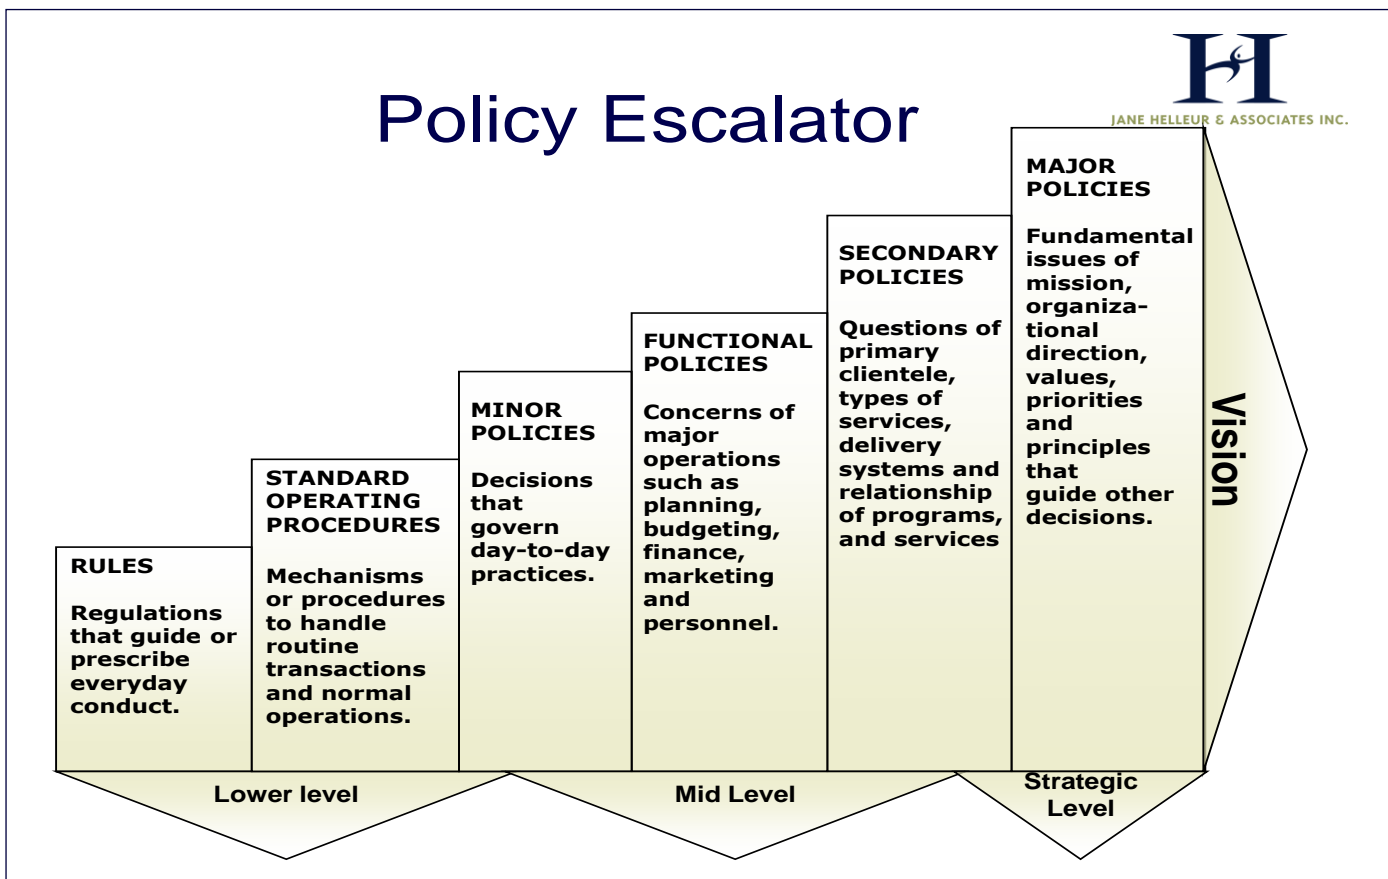 JANE HELLEUR & ASSOCIATES INC.
Policy Escalator
RULES
Regulations
that guide or
prescribe
everyday
conduct.
STANDARD
OPERATING
PROCEDURES
Mechanisms
or procedures
to handle
routine
transactions
and normal
operations.
MINOR
POLICIES
Decisions
that
govern
day-to-day
practices.
FUNCTIONAL
POLICIES
Concerns of
major
operations
such as
planning,
budgeting,
finance,
marketing
and
personnel.
SECONDARY
POLICIES
Questions of
primary
clientele,
types of
services,
delivery
systems and
relationship
of programs,
and services
MAJOR
POLICIES
Fundamental
issues of
mission,
organiza-
tional
direction,
values,
priorities
and
principles
that
guide other
decisions.
Vision
Lower level
Mid Level
Strategic
Level